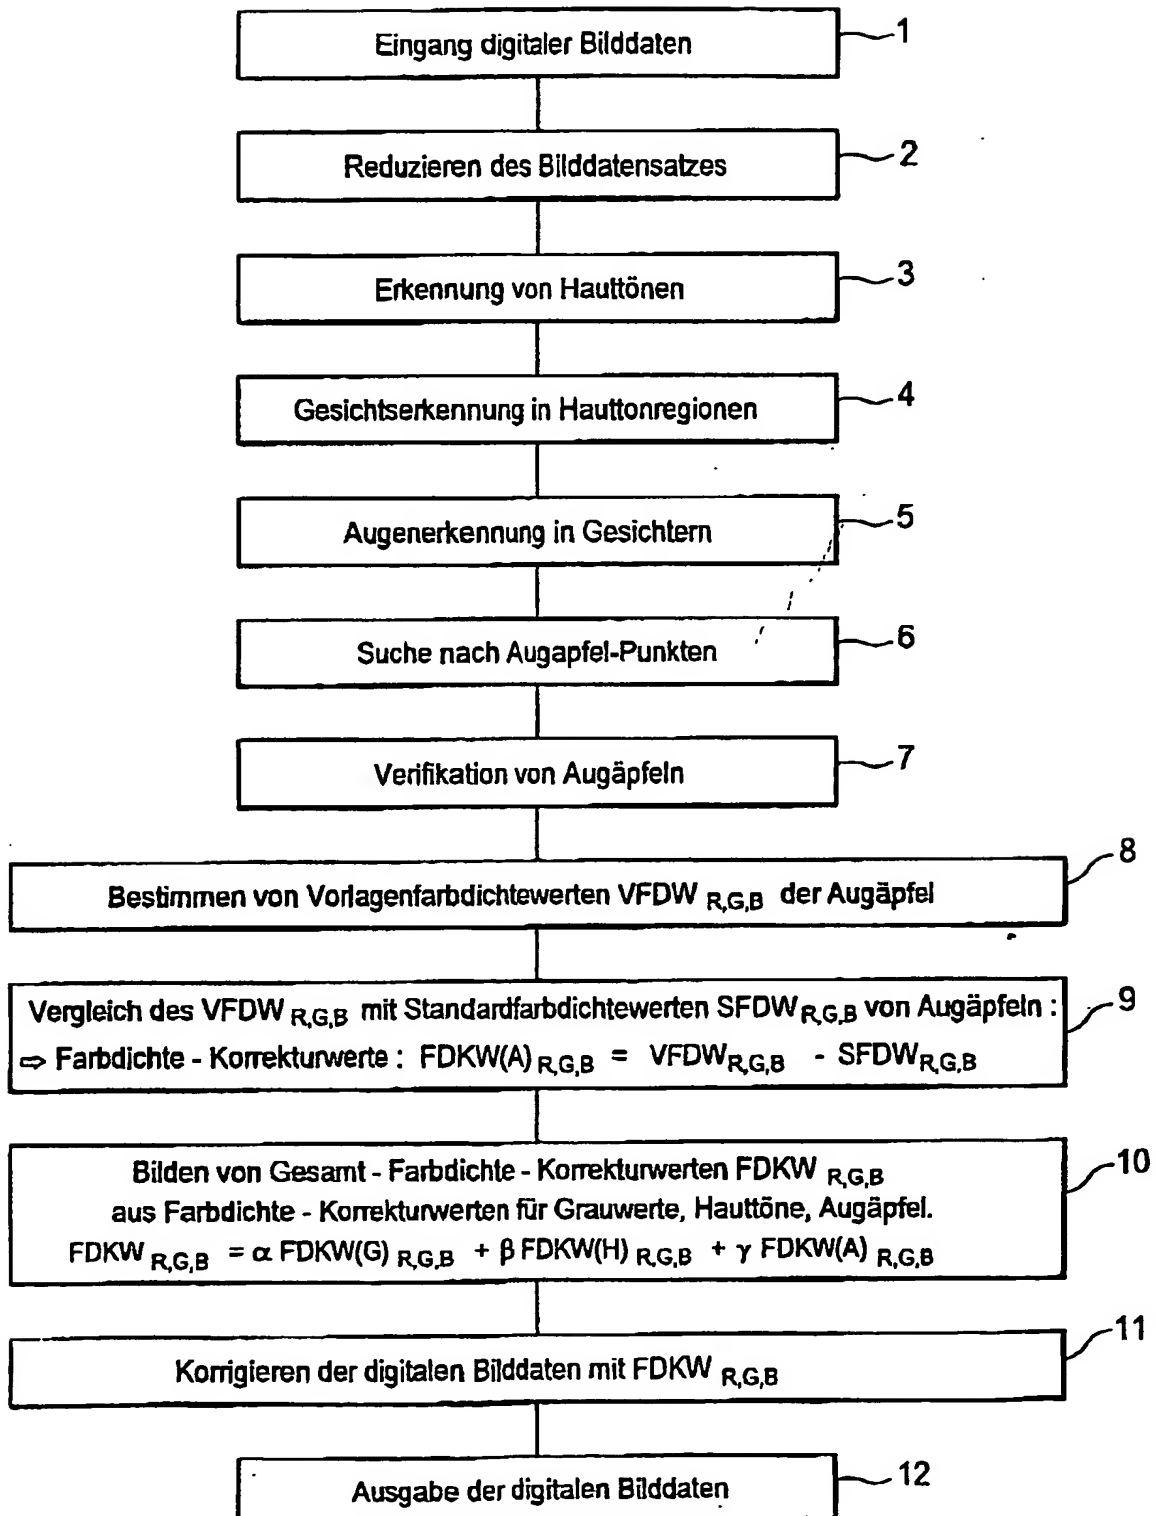 Eingang digitaler Bilddaten 1
Reduzieren des Bilddatensatzes 2
Erkennung von Hauttönen 3
Gesichtserkennung in Hauttonregionen 4
Augenerkennung in Gesichtern 5
Suche nach Augapfel-Punkten 6
Verifikation von Augäpfeln 7
Bestimmen von Vorlagenfarbdichtewerten VFDW R,G,B der Augäpfel 8
Vergleich des VFDW R,G,B mit Standardfarbdichtewerten SFDW R,G,B von Augäpfeln : 9
⇨ Farbdichte - Korrekturwerte : FDKW(A) R,G,B = VFDW R,G,B - SFDW R,G,B
Bilden von Gesamt - Farbdichte - Korrekturwerten FDKW R,G,B 10
aus Farbdichte - Korrekturwerten für Grauwerte, Hauttöne, Augäpfel.
FDKW R,G,B = α FDKW(G) R,G,B + β FDKW(H) R,G,B + γ FDKW(A) R,G,B
Korrigieren der digitalen Bilddaten mit FDKW R,G,B 11
Ausgabe der digitalen Bilddaten 12